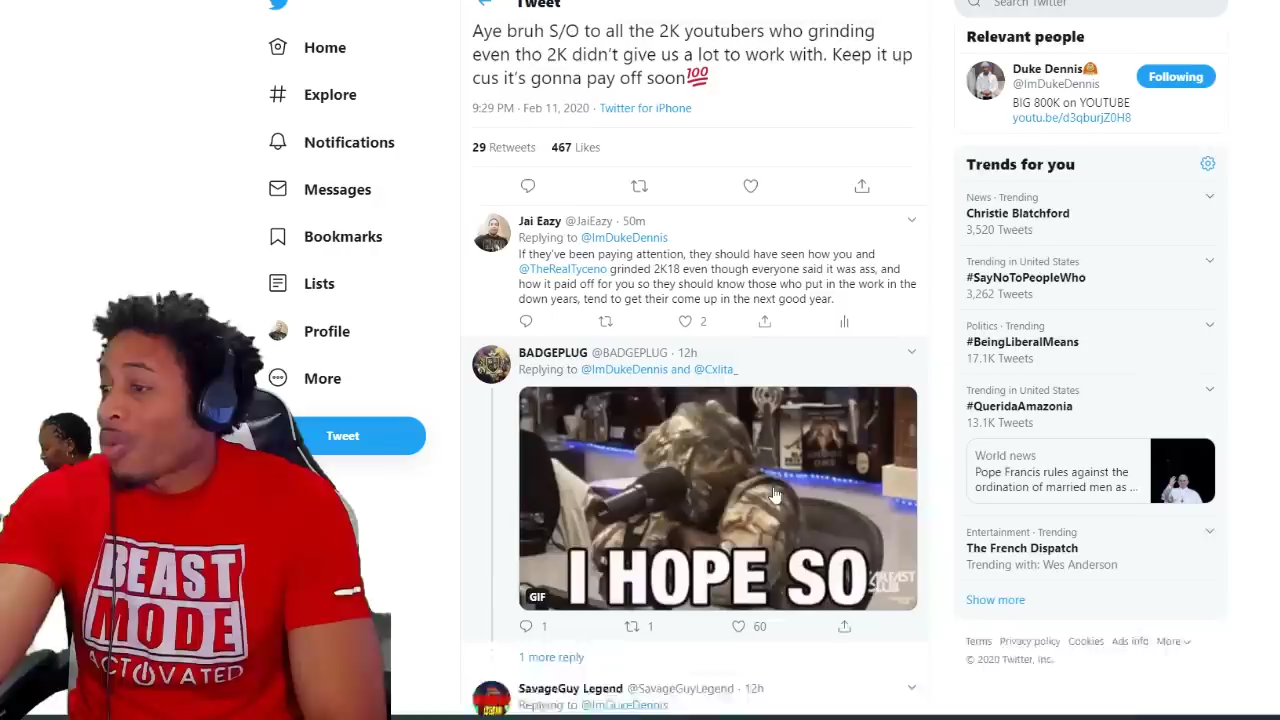 Tweet
Search Twitter
Home
Explore
Notifications
Messages
Bookmarks
Lists
Profile
More
Tweet
BEAST
MODE
ACTIVATED
Aye bruh S/O to all the 2K youtubers who grinding
even tho 2K didn't give us a lot to work with. Keep it up
cus it's gonna pay off soon💯
9:29 PM · Feb 11, 2020 · Twitter for iPhone
29 Retweets 467 Likes
Jai Eazy @JaiEazy · 50m
Replying to @ImDukeDennis
If they've been paying attention, they should have seen how you and
@TheRealTyceno grinded 2K18 even though everyone said it was ass, and
how it paid off for you so they should know those who put in the work in the
down years, tend to get their come up in the next good year.
2
BADGEPLUG @BADGEPLUG · 12h
Replying to @ImDukeDennis and @Cxlita_
I HOPE SO
GIF
1 1 60
1 more reply
SavageGuy Legend @SavageGuyLegend · 12h
Replying to @ImDukeDennis
Relevant people
Duke Dennis
@ImDukeDennis
Following
BIG 800K on YOUTUBE
youtu.be/d3qburjZ0H8
Trends for you
News · Trending
Christie Blatchford
3,520 Tweets
Trending in United States
#SayNoToPeopleWho
3,262 Tweets
Politics · Trending
#BeingLiberalMeans
17.1K Tweets
Trending in United States
#QueridaAmazonia
13.1K Tweets
World news
Pope Francis rules against the
ordination of married men as ...
Entertainment · Trending
The French Dispatch
Trending with: Wes Anderson
Show more
Terms Privacy policy Cookies Ads info More
© 2020 Twitter, Inc.